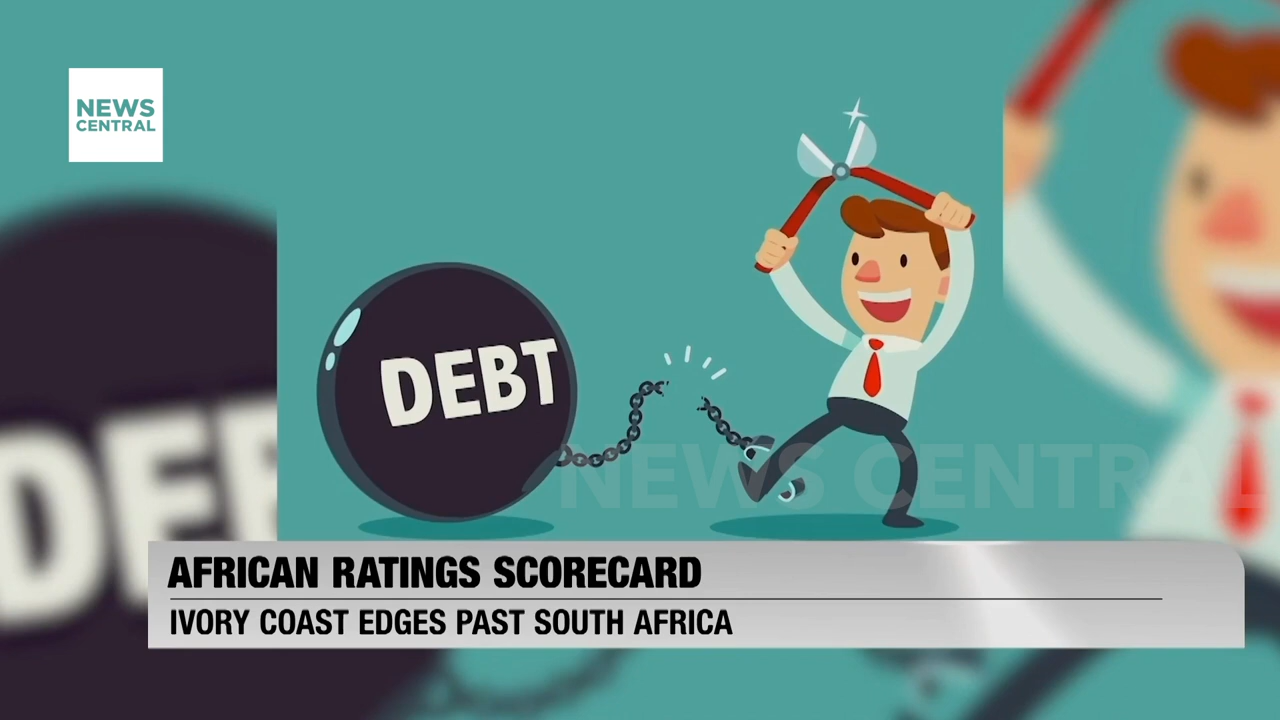 NEWS
CENTRAL
DEBT
NEWS CENTRAL
AFRICAN RATINGS SCORECARD
IVORY COAST EDGES PAST SOUTH AFRICA